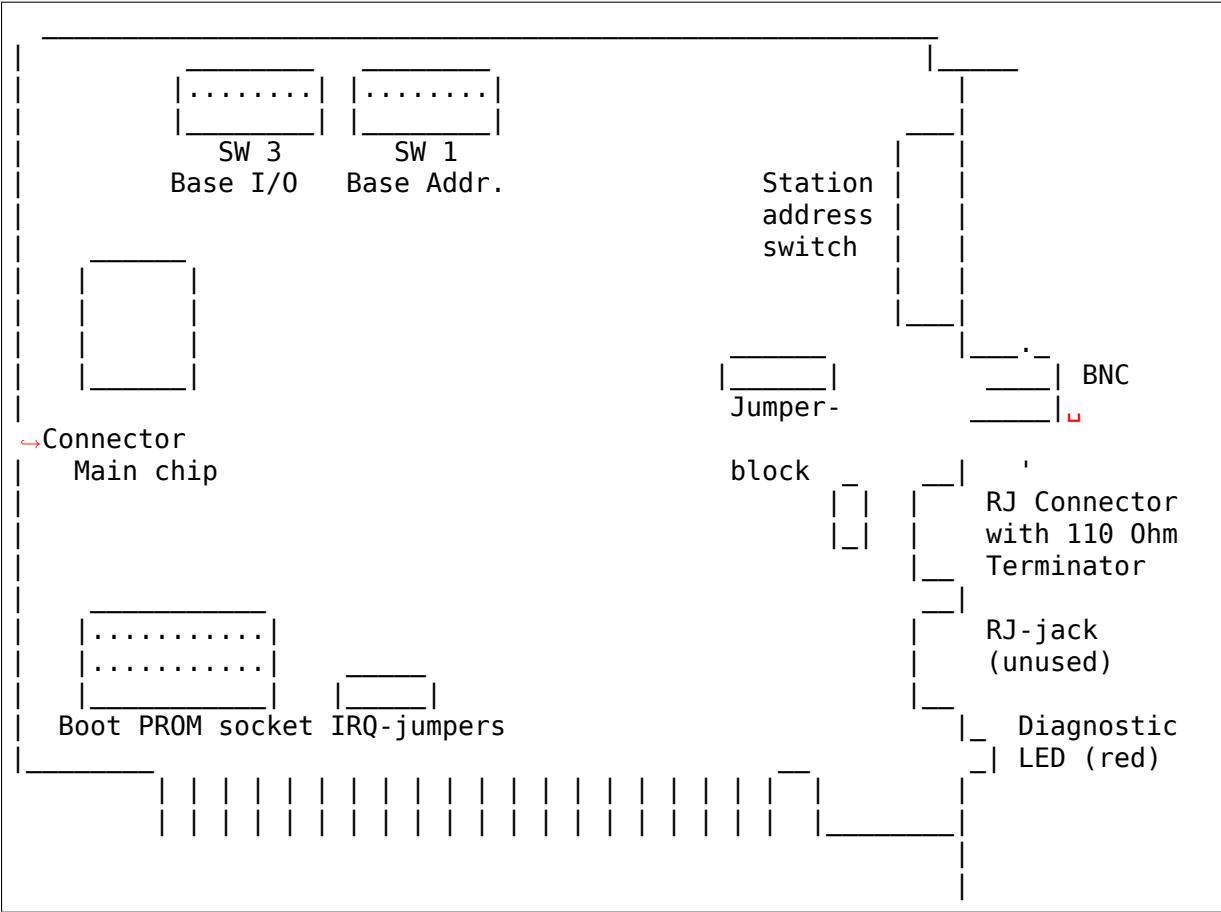 SW 3 SW 1
Base I/O Base Addr. Station
address
switch
BNC
Jumper-
Connector
Main chip block
RJ Connector
with 110 Ohm
Terminator
RJ-jack
(unused)
Boot PROM socket IRQ-jumpers Diagnostic
LED (red)